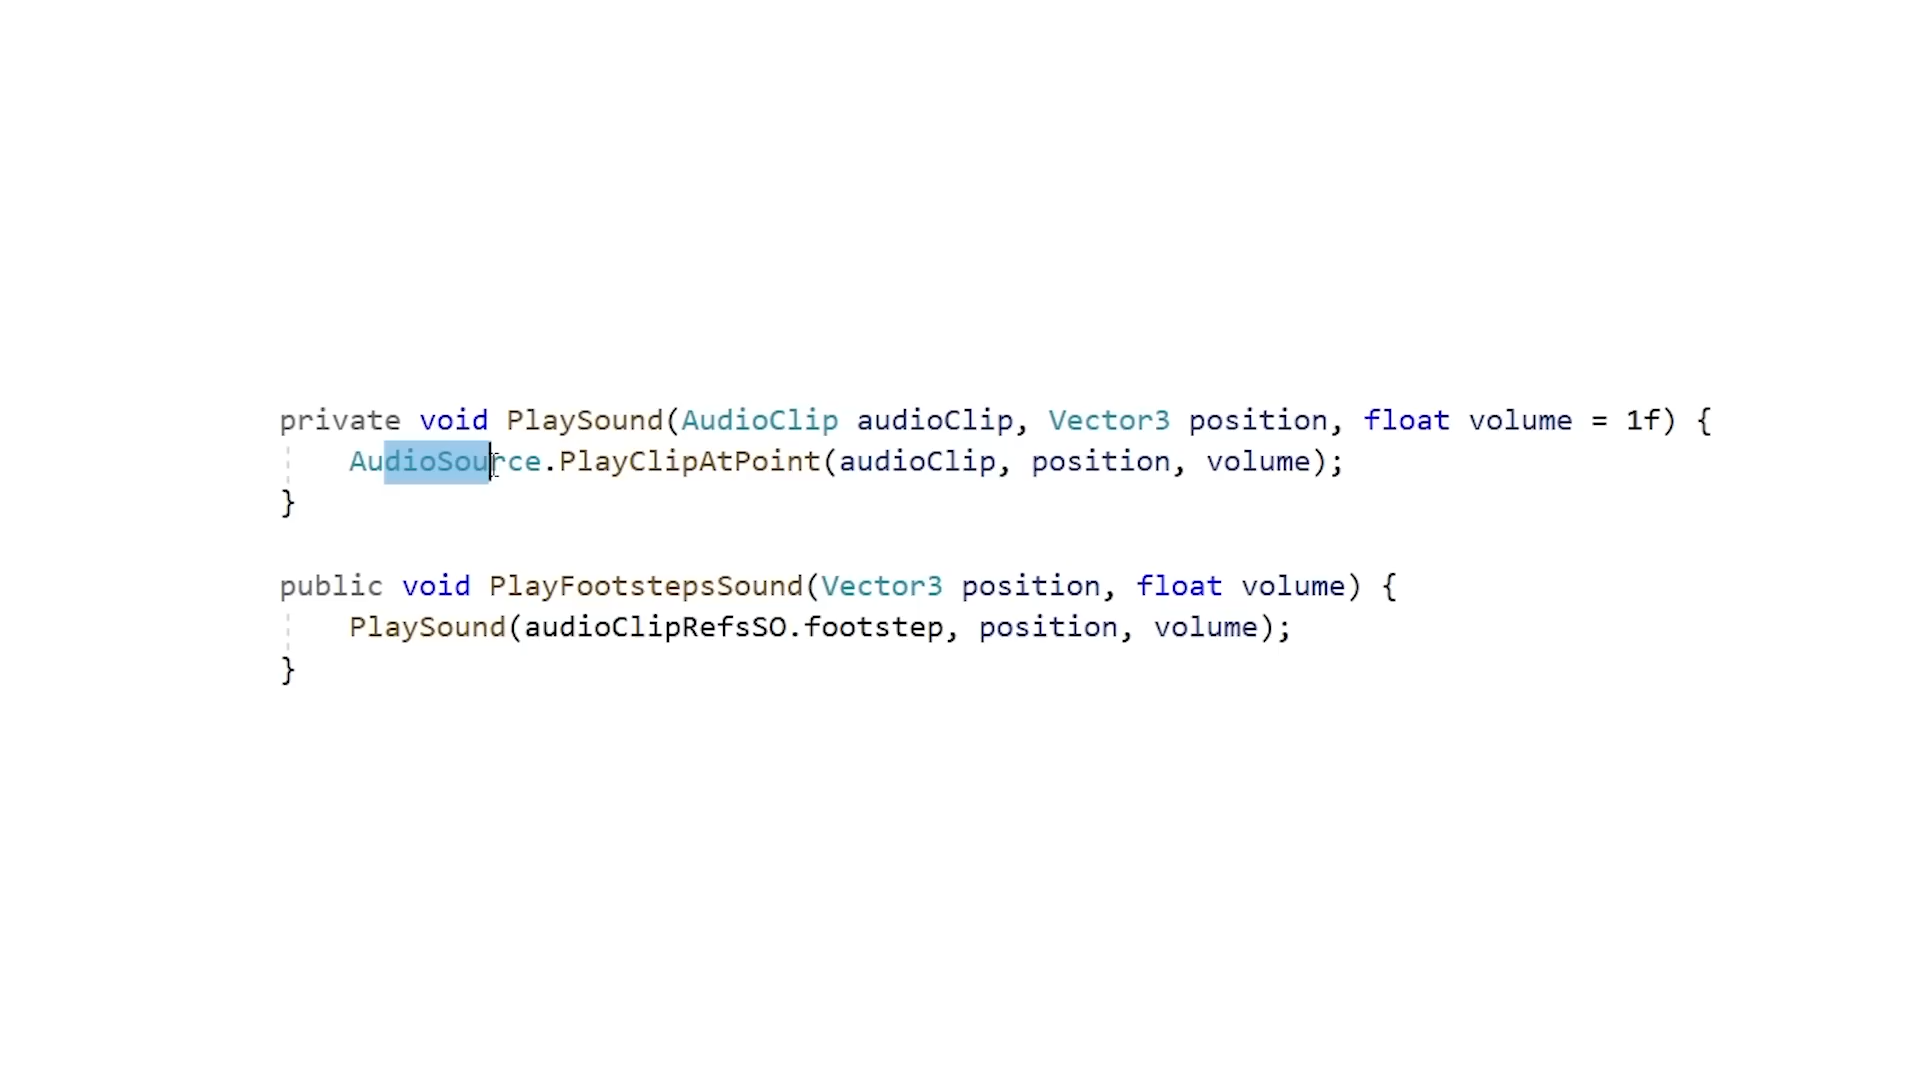 private void PlaySound(AudioClip audioClip, Vector3 position, float volume = 1f) {
    AudioSource.PlayClipAtPoint(audioClip, position, volume);
}

public void PlayFootstepsSound(Vector3 position, float volume) {
    PlaySound(audioClipRefsSO.footstep, position, volume);
}